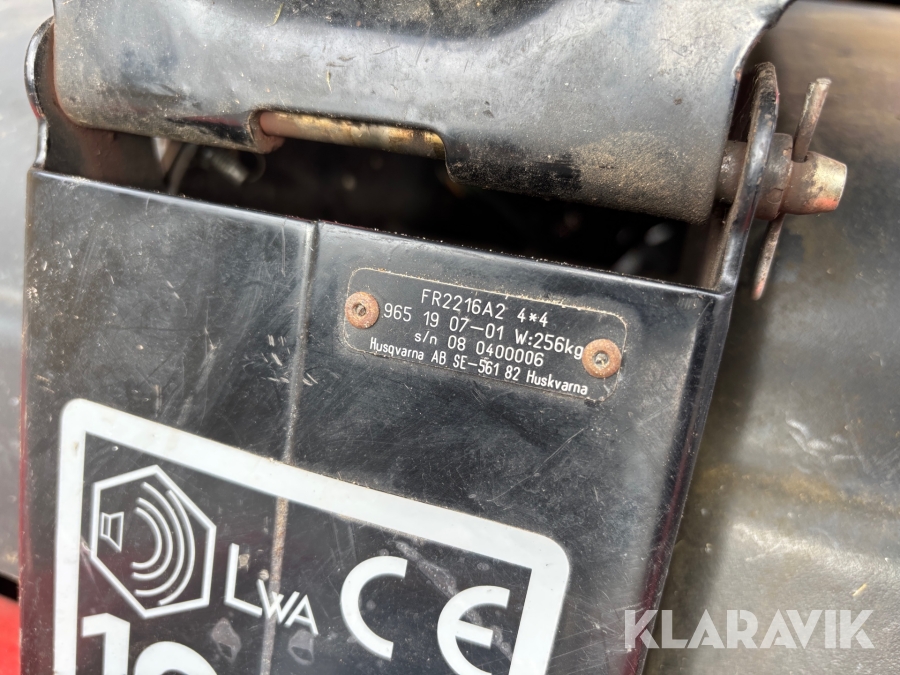 FR2216A2 4*4
965 19 07-01 W:256kg
s/n 08 0400006
Husqvarna AB SE-561 82 Huskvarna
LWA
CE
KLARAVIK